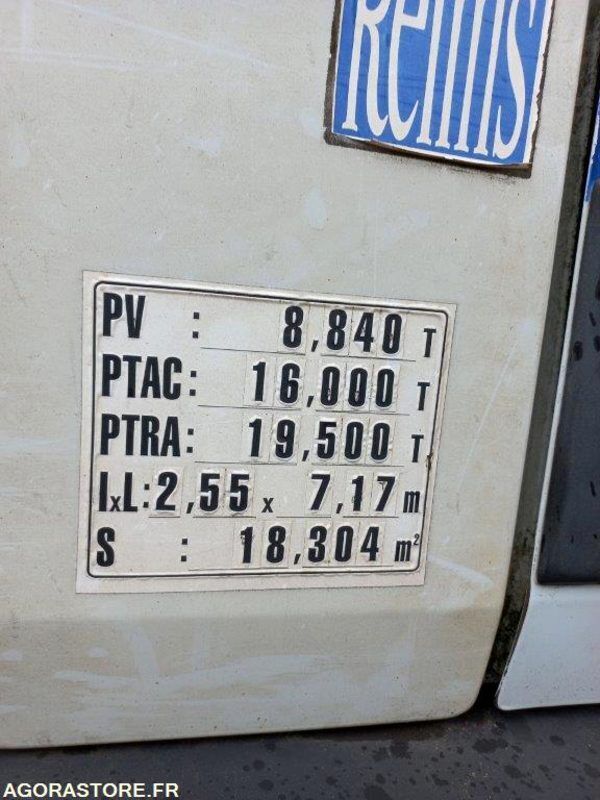 Reims
PV : 8,840 T
PTAC: 16,000 T
PTRA: 19,500 T
lxL: 2,55 x 7,17 m
S : 18,304 m²
AGORASTORE.FR